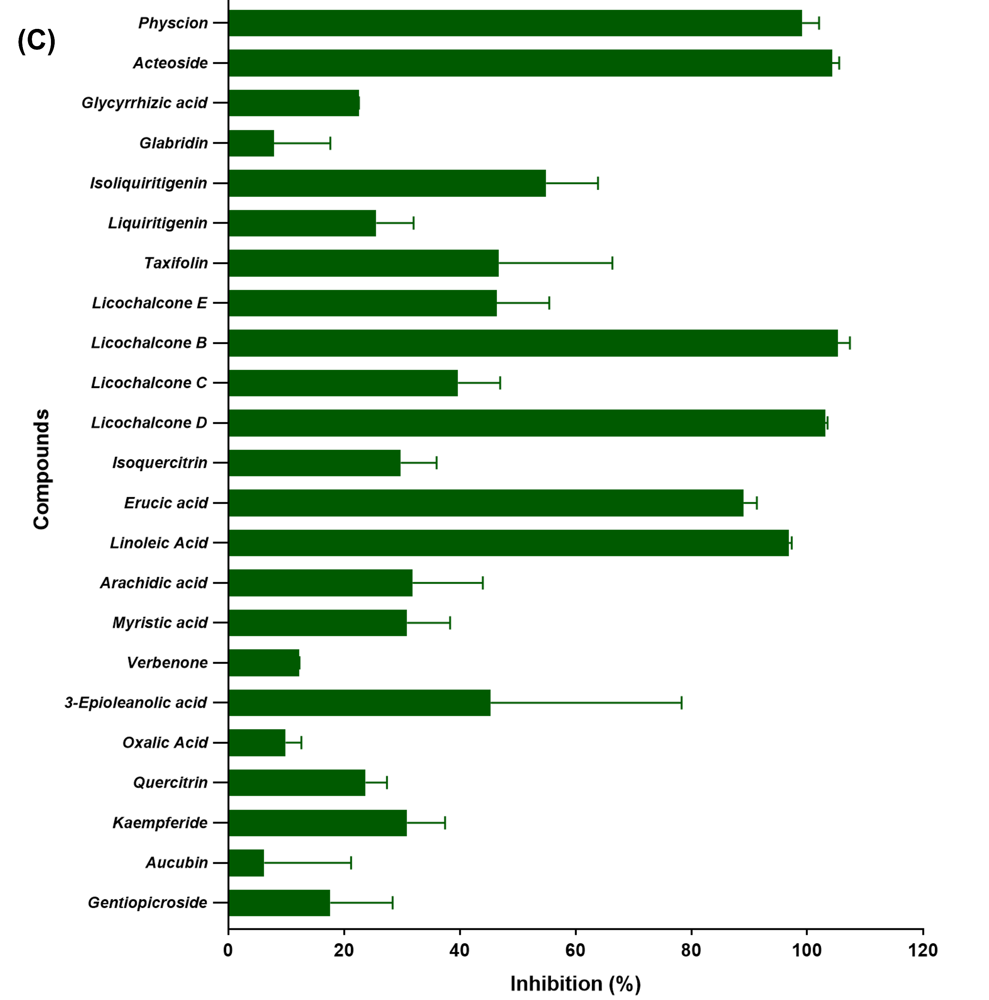 (C)
Physcion
Acteoside
Glycyrrhizic acid
Glabridin
Isoliquiritigenin
Liquiritigenin
Taxifolin
Licochalcone E
Licochalcone B
Licochalcone C
Licochalcone D
Isoquercitrin
Erucic acid
Linoleic Acid
Arachidic acid
Myristic acid
Verbenone
3-Epioleanolic acid
Oxalic Acid
Quercitrin
Kaempferide
Aucubin
Gentiopicroside
Compounds
0 20 40 60 80 100 120
Inhibition (%)